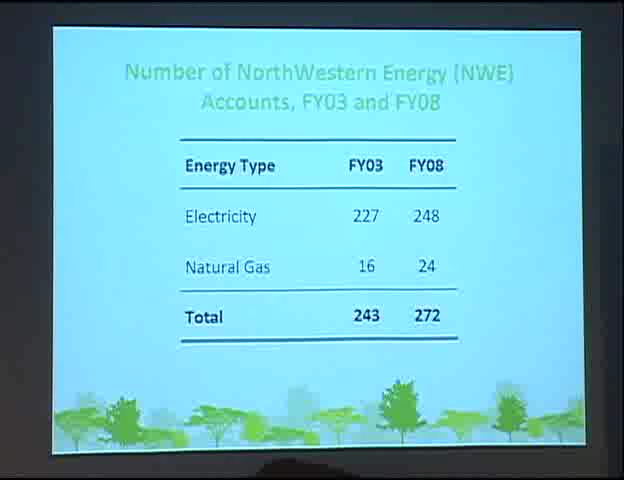 Number of NorthWestern Energy (NWE)
Accounts, FY03 and FY08
Energy Type FY03 FY08
Electricity 227 248
Natural Gas 16 24
Total 243 272